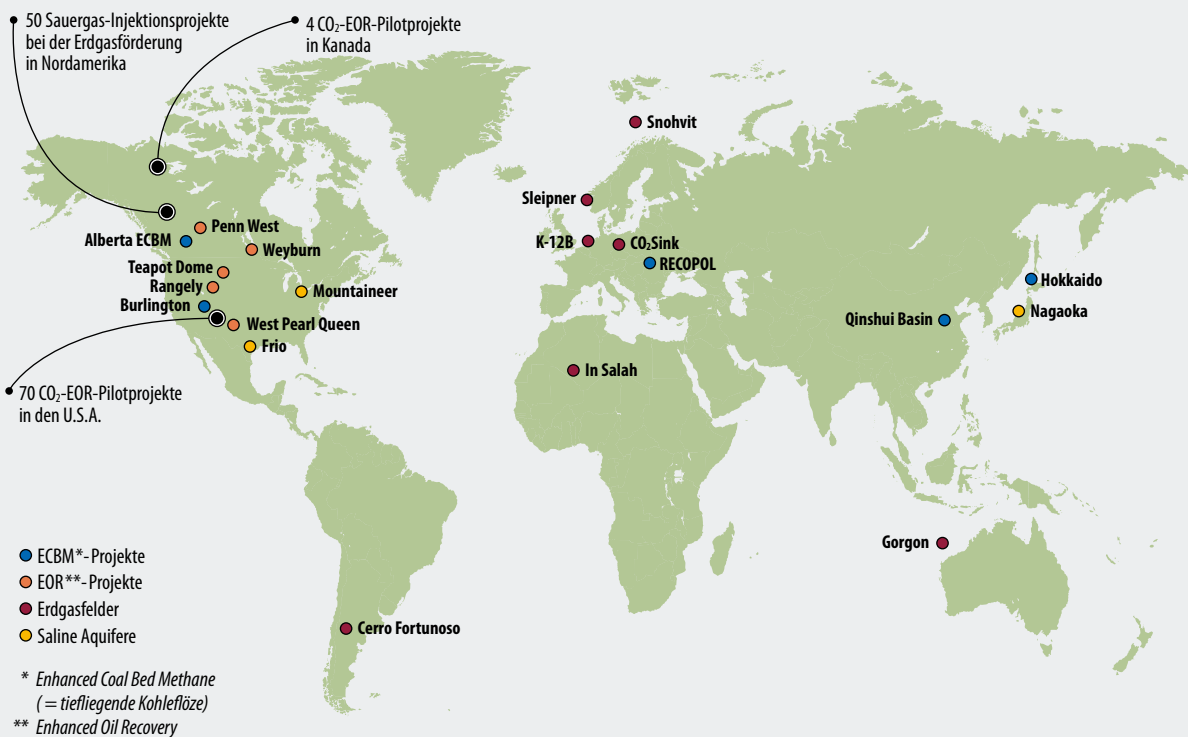 50 Sauergas-Injektionsprojekte
bei der Erdgasförderung
in Nordamerika
4 CO₂-EOR-Pilotprojekte
in Kanada
Snohvit
Sleipner
Penn West
Alberta ECBM
Weyburn
K-12B
CO₂Sink
RECOPOL
Teapot Dome
Rangely
Burlington
Mountaineer
Hokkaido
Nagaoka
Qinshui Basin
West Pearl Queen
Frio
In Salah
70 CO₂-EOR-Pilotprojekte
in den U.S.A.
Gorgon
Cerro Fortunoso
ECBM*-Projekte
EOR**-Projekte
Erdgasfelder
Saline Aquifere
* Enhanced Coal Bed Methane
( = tiefliegende Kohleflöze)
** Enhanced Oil Recovery